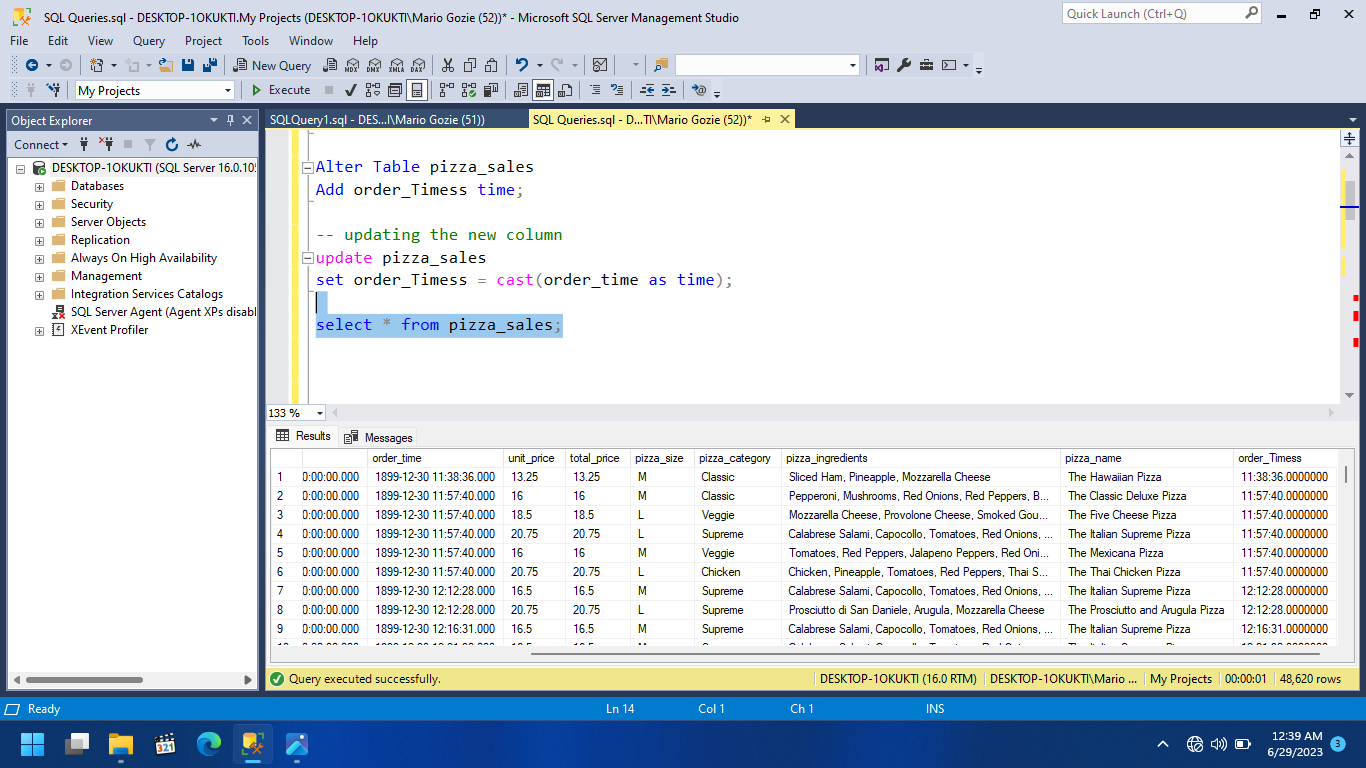 SQL Queries.sql - DESKTOP-1OKUKTI.My Projects (DESKTOP-1OKUKTI\Mario Gozie (52))* - Microsoft SQL Server Management Studio
Quick Launch (Ctrl+Q)
File Edit View Query Project Tools Window Help
New Query MDX DMX XMLA DAX
My Projects Execute
Object Explorer
SQLQuery1.sql - DES...I\Mario Gozie (51))
SQL Queries.sql - D...TI\Mario Gozie (52))*
Connect
DESKTOP-1OKUKTI (SQL Server 16.0.10
Databases
Security
Server Objects
Replication
Always On High Availability
Management
Integration Services Catalogs
SQL Server Agent (Agent XPs disabl
XEvent Profiler
Alter Table pizza_sales
Add order_Timess time;
-- updating the new column
update pizza_sales
set order_Timess = cast(order_time as time);
select * from pizza_sales;
133 %
Results Messages
order_time unit_price total_price pizza_size pizza_category pizza_ingredients pizza_name order_Timess
1 0:00:00.000 1899-12-30 11:38:36.000 13.25 13.25 M Classic Sliced Ham, Pineapple, Mozzarella Cheese The Hawaiian Pizza 11:38:36.0000000
2 0:00:00.000 1899-12-30 11:57:40.000 16 16 M Classic Pepperoni, Mushrooms, Red Onions, Red Peppers, B... The Classic Deluxe Pizza 11:57:40.0000000
3 0:00:00.000 1899-12-30 11:57:40.000 18.5 18.5 L Veggie Mozzarella Cheese, Provolone Cheese, Smoked Gou... The Five Cheese Pizza 11:57:40.0000000
4 0:00:00.000 1899-12-30 11:57:40.000 20.75 20.75 L Supreme Calabrese Salami, Capocollo, Tomatoes, Red Onions, ... The Italian Supreme Pizza 11:57:40.0000000
5 0:00:00.000 1899-12-30 11:57:40.000 16 16 M Veggie Tomatoes, Red Peppers, Jalapeno Peppers, Red Oni... The Mexicana Pizza 11:57:40.0000000
6 0:00:00.000 1899-12-30 11:57:40.000 20.75 20.75 L Chicken Chicken, Pineapple, Tomatoes, Red Peppers, Thai S... The Thai Chicken Pizza 11:57:40.0000000
7 0:00:00.000 1899-12-30 12:12:28.000 16.5 16.5 M Supreme Calabrese Salami, Capocollo, Tomatoes, Red Onions, ... The Italian Supreme Pizza 12:12:28.0000000
8 0:00:00.000 1899-12-30 12:12:28.000 20.75 20.75 L Supreme Prosciutto di San Daniele, Arugula, Mozzarella Cheese The Prosciutto and Arugula Pizza 12:12:28.0000000
9 0:00:00.000 1899-12-30 12:16:31.000 16.5 16.5 M Supreme Calabrese Salami, Capocollo, Tomatoes, Red Onions, ... The Italian Supreme Pizza 12:16:31.0000000
Query executed successfully. DESKTOP-1OKUKTI (16.0 RTM) DESKTOP-1OKUKTI\Mario ... My Projects 00:00:01 48,620 rows
Ready Ln 14 Col 1 Ch 1 INS
321
12:39 AM
6/29/2023
3